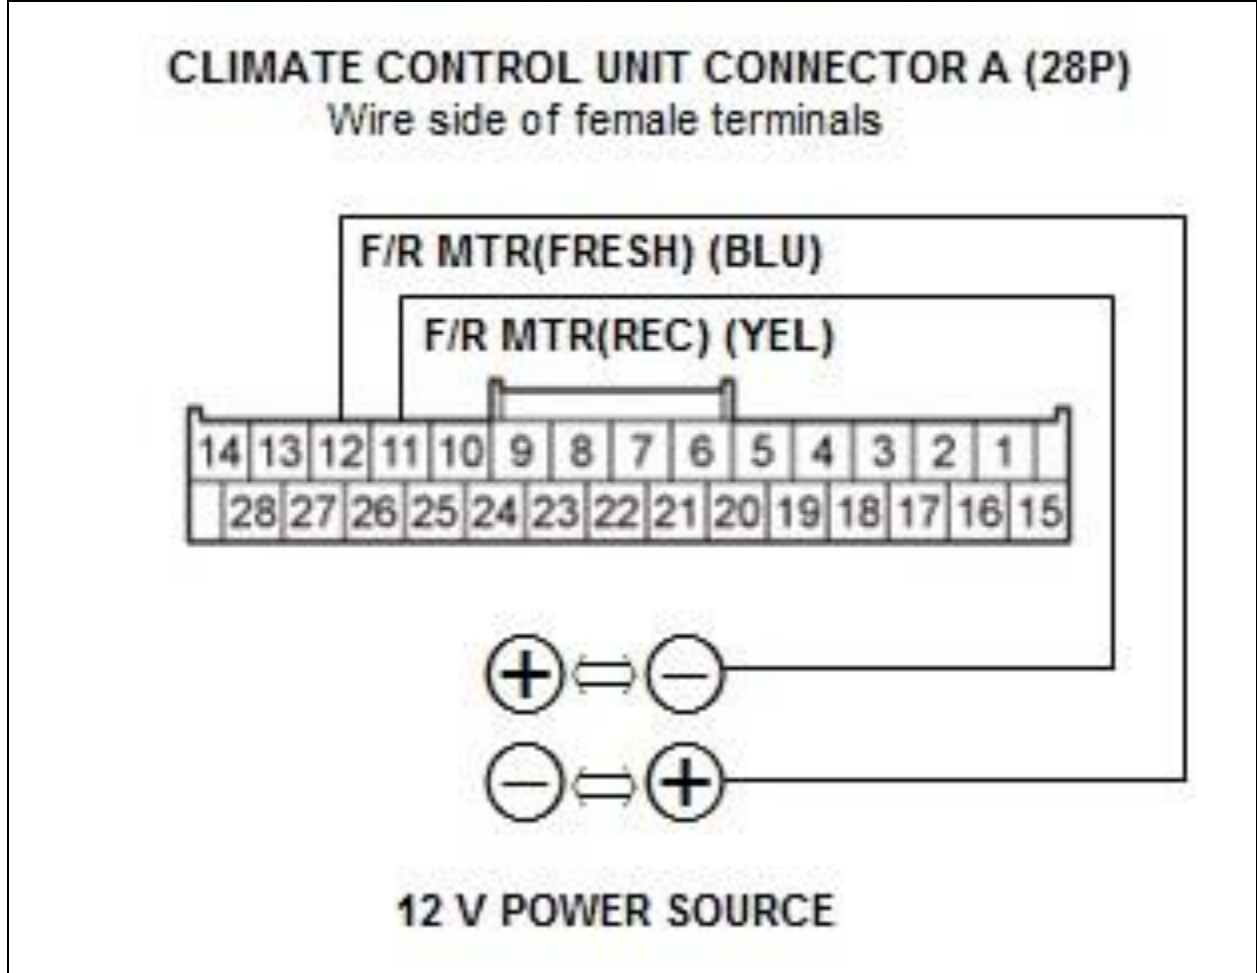 CLIMATE CONTROL UNIT CONNECTOR A (28P)
Wire side of female terminals
F/R MTR(FRESH) (BLU)
F/R MTR(REC) (YEL)
14 13 12 11 10 9 8 7 6 5 4 3 2 1
28 27 26 25 24 23 22 21 20 19 18 17 16 15
+ −
− +
12 V POWER SOURCE